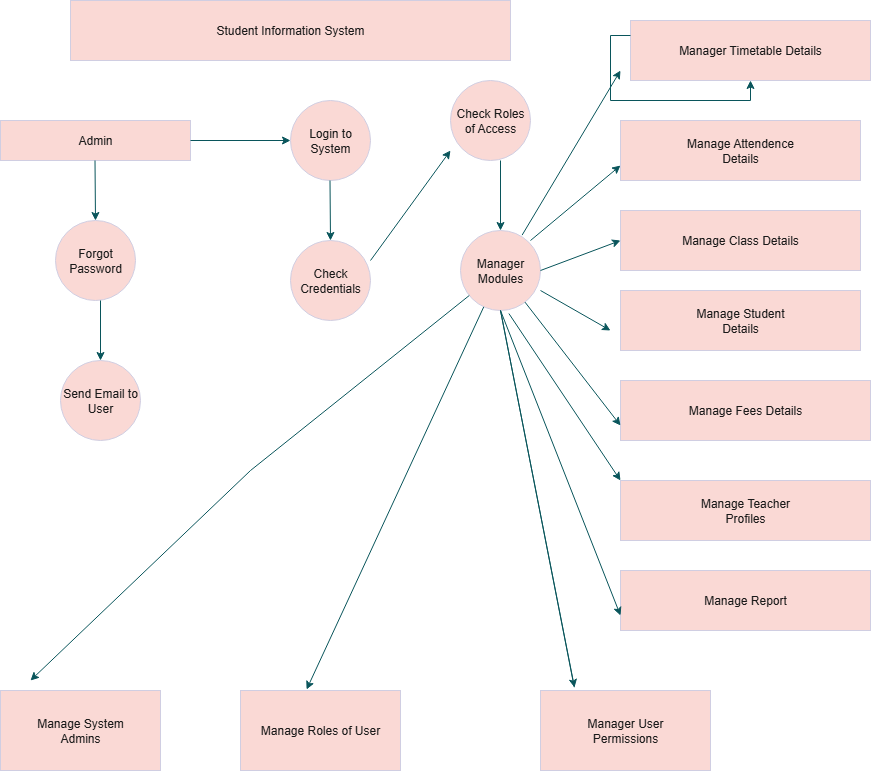 Student Information System
Manager Timetable Details
Check Roles
of Access
Admin
Login to
System
Manage Attendence
Details
Manage Class Details
Forgot
Password
Check
Credentials
Manager
Modules
Manage Student
Details
Send Email to
User
Manage Fees Details
Manage Teacher
Profiles
Manage Report
Manage System
Admins
Manage Roles of User
Manager User
Permissions